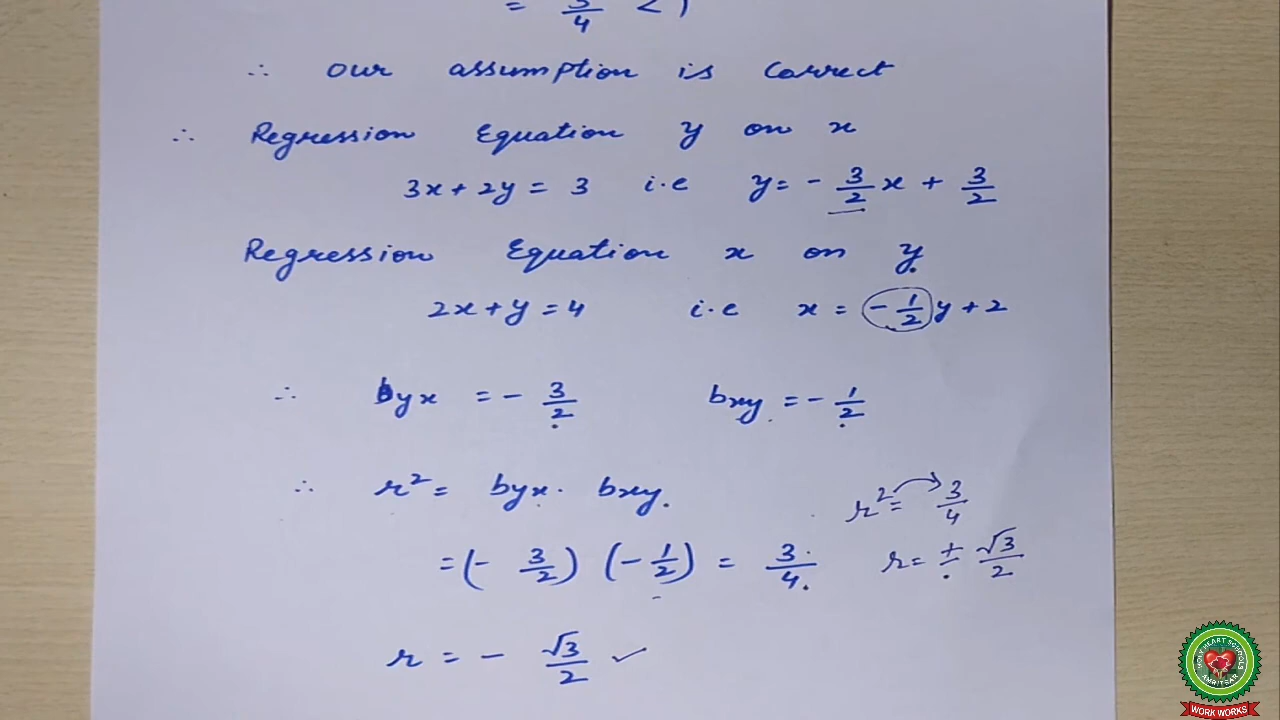 = 3/4 < 1
∴ our assumption is correct
∴ Regression Equation y on x
3x + 2y = 3 i.e y = - 3/2 x + 3/2
Regression Equation x on y
2x + y = 4 i.e x = - 1/2 y + 2
∴ byx = - 3/2 bxy = - 1/2
∴ r² = byx · bxy.
r² = 3/4
= (- 3/2) (- 1/2) = 3/4
r = ± √3/2
r = - √3/2 ✓
WORK WORKS